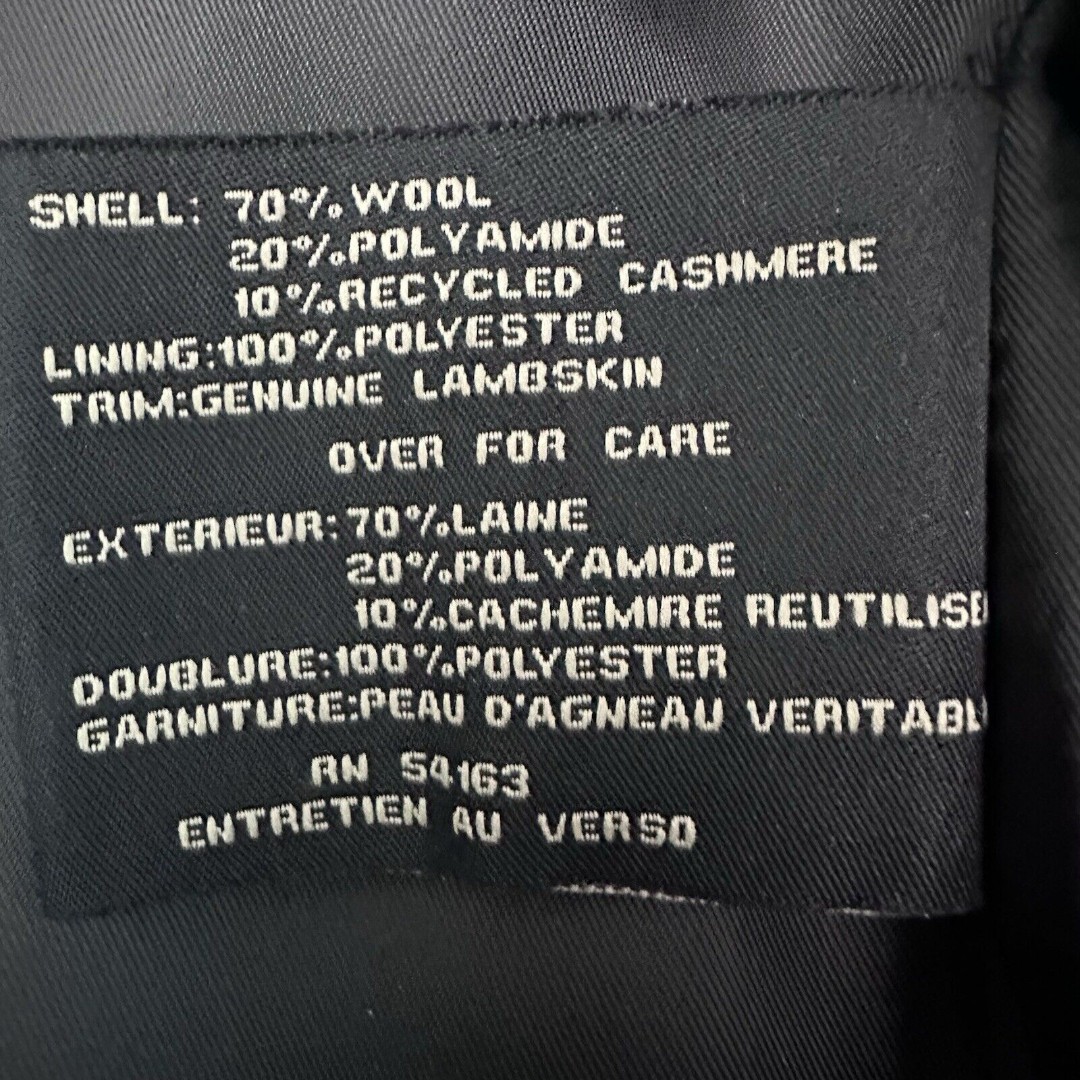 SHELL: 70% WOOL
20% POLYAMIDE
10% RECYCLED CASHMERE
LINING:100% POLYESTER
TRIM:GENUINE LAMBSKIN
OVER FOR CARE
EXTERIEUR: 70% LAINE
20% POLYAMIDE
10% CACHEMIRE REUTILISE
DOUBLURE:100% POLYESTER
GARNITURE:PEAU D'AGNEAU VERITABL
RN 54163
ENTRETIEN AU VERSO